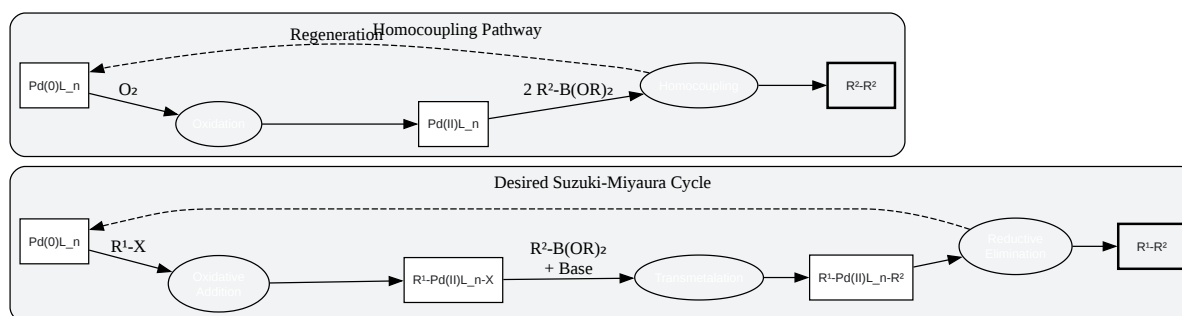 Homocoupling Pathway
Regeneration
Pd(0)L_n
O₂
Oxidation
Pd(II)L_n
2 R²-B(OR)₂
Homocoupling
R²-R²
Desired Suzuki-Miyaura Cycle
Pd(0)L_n
R¹-X
Oxidative
Addition
R¹-Pd(II)L_n-X
R²-B(OR)₂
+ Base
Transmetalation
R¹-Pd(II)L_n-R²
Reductive
Elimination
R¹-R²